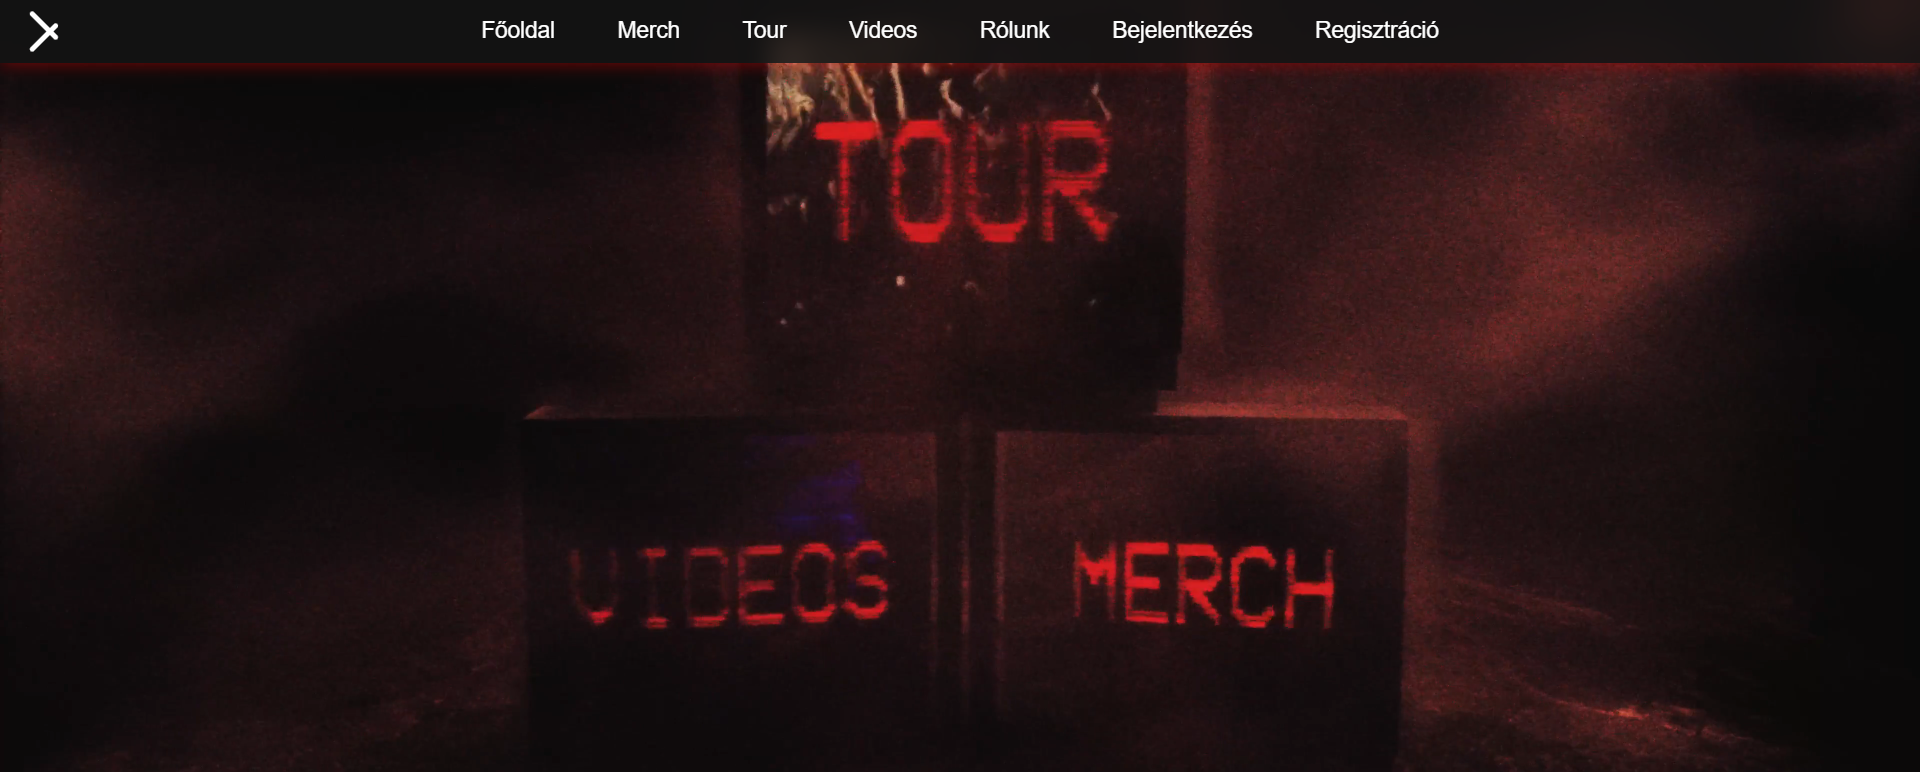 Főoldal Merch Tour Videos Rólunk Bejelentkezés Regisztráció
TOUR
VIDEOS MERCH